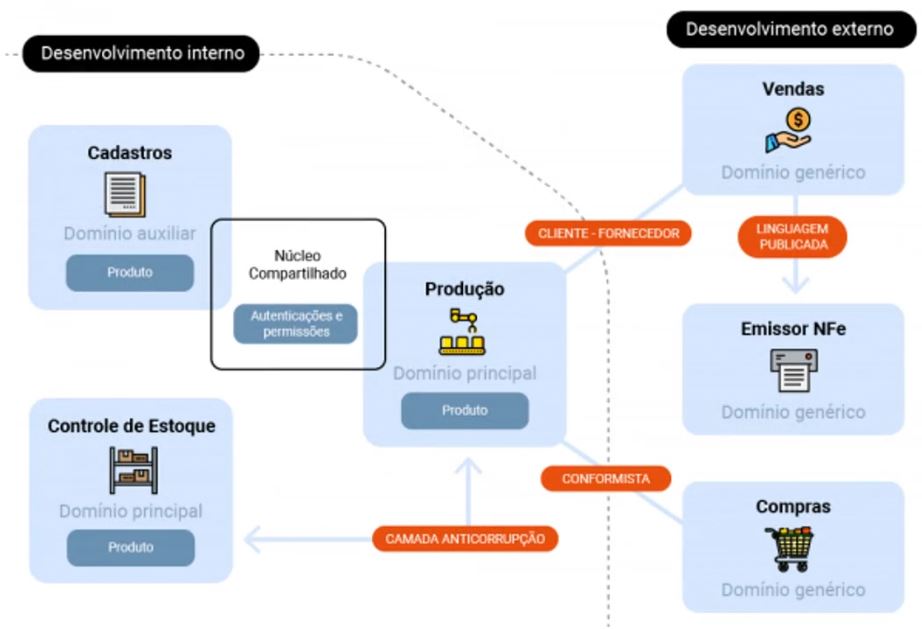 Desenvolvimento interno
Desenvolvimento externo
Vendas
Domínio genérico
Cadastros
Domínio auxiliar
Produto
Núcleo
Compartilhado
Autenticações e
permissões
CLIENTE - FORNECEDOR
LINGUAGEM
PUBLICADA
Produção
Domínio principal
Produto
Emissor NFe
Domínio genérico
Controle de Estoque
Domínio principal
Produto
CONFORMISTA
CAMADA ANTICORRUPÇÃO
Compras
Domínio genérico